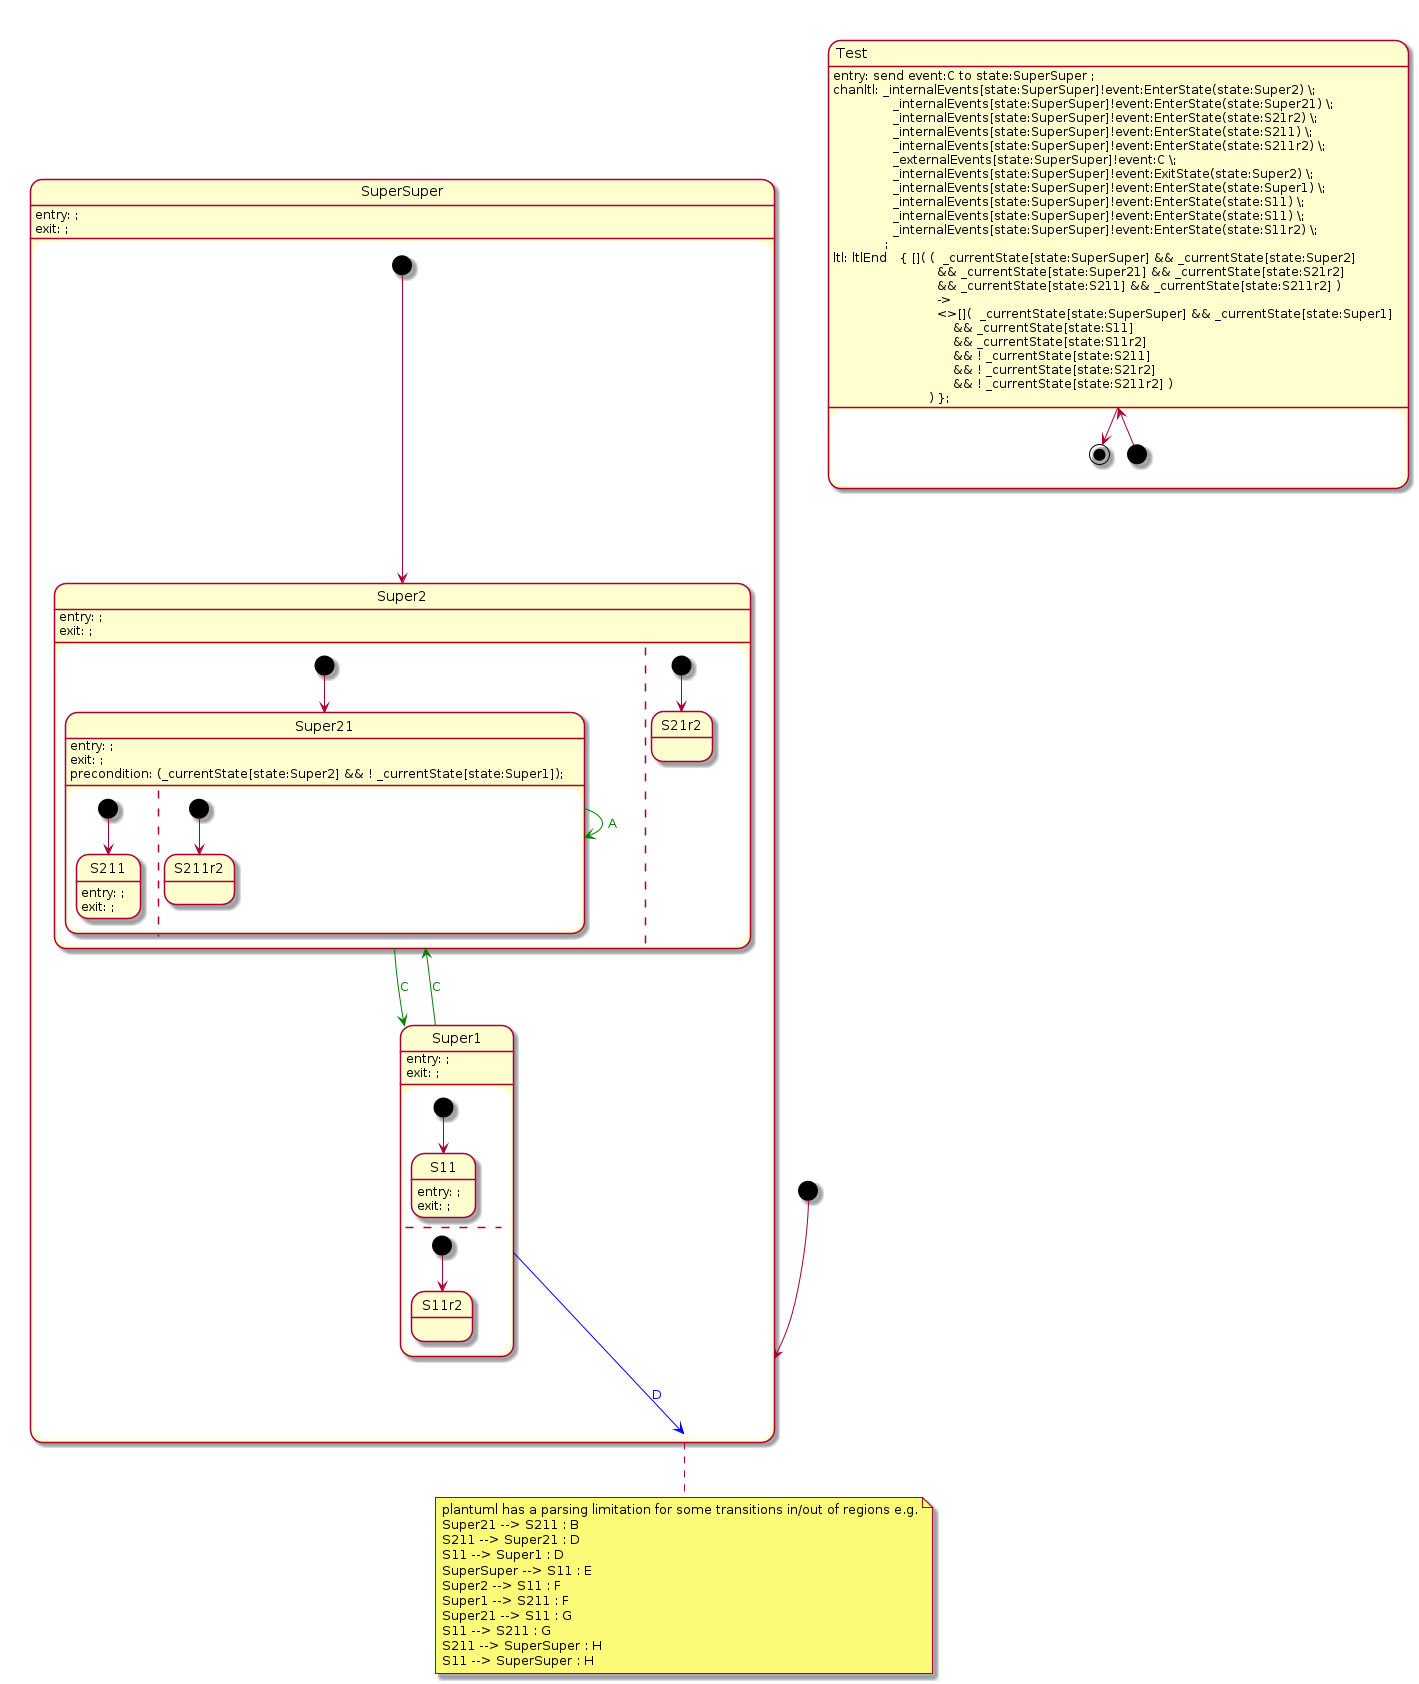 Test
entry: send event:C to state:SuperSuper ;
chanltl: _internalEvents[state:SuperSuper]!event:EnterState(state:Super2) \;
_internalEvents[state:SuperSuper]!event:EnterState(state:Super21) \;
_internalEvents[state:SuperSuper]!event:EnterState(state:S21r2) \;
_internalEvents[state:SuperSuper]!event:EnterState(state:S211) \;
_internalEvents[state:SuperSuper]!event:EnterState(state:S211r2) \;
_externalEvents[state:SuperSuper]!event:C \;
_internalEvents[state:SuperSuper]!event:ExitState(state:Super2) \;
_internalEvents[state:SuperSuper]!event:EnterState(state:Super1) \;
_internalEvents[state:SuperSuper]!event:EnterState(state:S11) \;
_internalEvents[state:SuperSuper]!event:EnterState(state:S11) \;
_internalEvents[state:SuperSuper]!event:EnterState(state:S11r2) \;
;
ltl: ltlEnd { []( ( _currentState[state:SuperSuper] && _currentState[state:Super2]
&& _currentState[state:Super21] && _currentState[state:S21r2]
&& _currentState[state:S211] && _currentState[state:S211r2] )
->
<>[]( _currentState[state:SuperSuper] && _currentState[state:Super1]
&& _currentState[state:S11]
&& _currentState[state:S11r2]
&& ! _currentState[state:S211]
&& ! _currentState[state:S21r2]
&& ! _currentState[state:S211r2] )
) };
SuperSuper
entry: ;
exit: ;
Super2
entry: ;
exit: ;
Super21
entry: ;
exit: ;
precondition: (_currentState[state:Super2] && ! _currentState[state:Super1]);
S21r2
A
S211
entry: ;
exit: ;
S211r2
C
C
Super1
entry: ;
exit: ;
S11
entry: ;
exit: ;
S11r2
D
plantuml has a parsing limitation for some transitions in/out of regions e.g.
Super21 --> S211 : B
S211 --> Super21 : D
S11 --> Super1 : D
SuperSuper --> S11 : E
Super2 --> S11 : F
Super1 --> S211 : F
Super21 --> S11 : G
S11 --> S211 : G
S211 --> SuperSuper : H
S11 --> SuperSuper : H